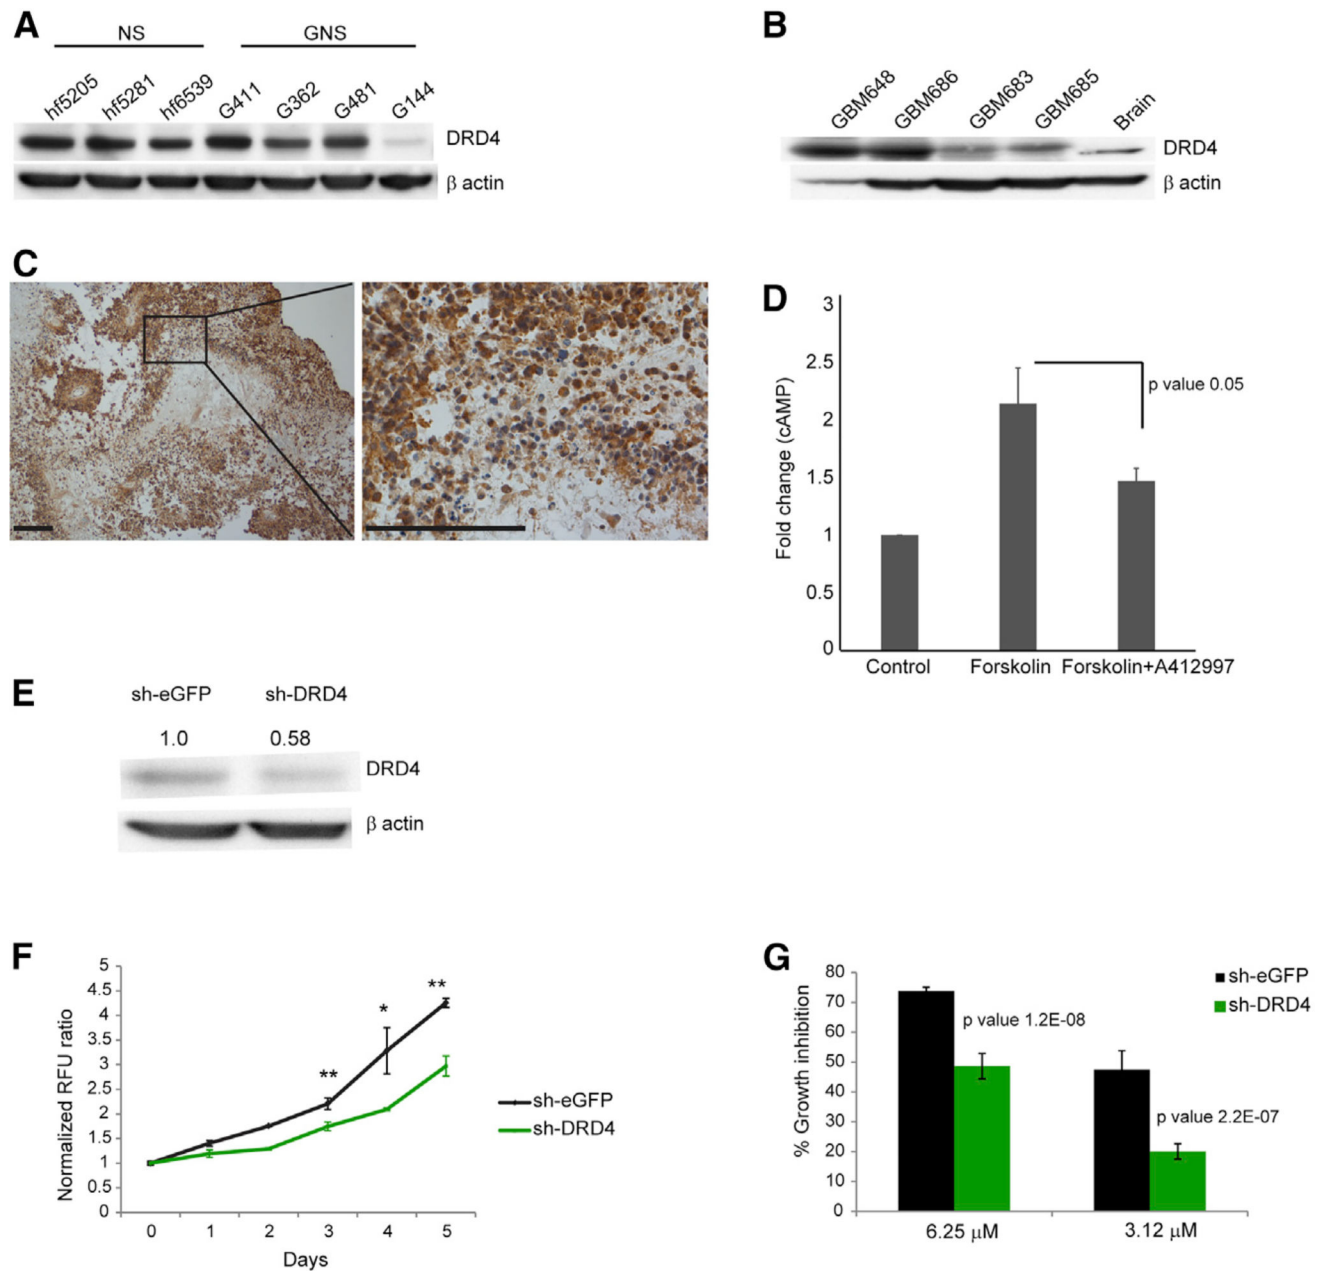 A
NS GNS
hf5205 hf5281 hf6539 G411 G362 G481 G144
DRD4
β actin
B
GBM648 GBM686 GBM683 GBM685 Brain
DRD4
β actin
C
D
3
2.5
2
1.5
1
0.5
0
Fold change (cAMP)
p value 0.05
Control Forskolin Forskolin+A412997
E
sh-eGFP sh-DRD4
1.0 0.58
DRD4
β actin
F
5
4.5
4
3.5
3
2.5
2
1.5
1
0.5
0
Normalized RFU ratio
** * **
sh-eGFP
sh-DRD4
0 1 2 3 4 5
Days
G
80
70
60
50
40
30
20
10
0
% Growth inhibition
sh-eGFP
sh-DRD4
p value 1.2E-08
p value 2.2E-07
6.25 μM 3.12 μM